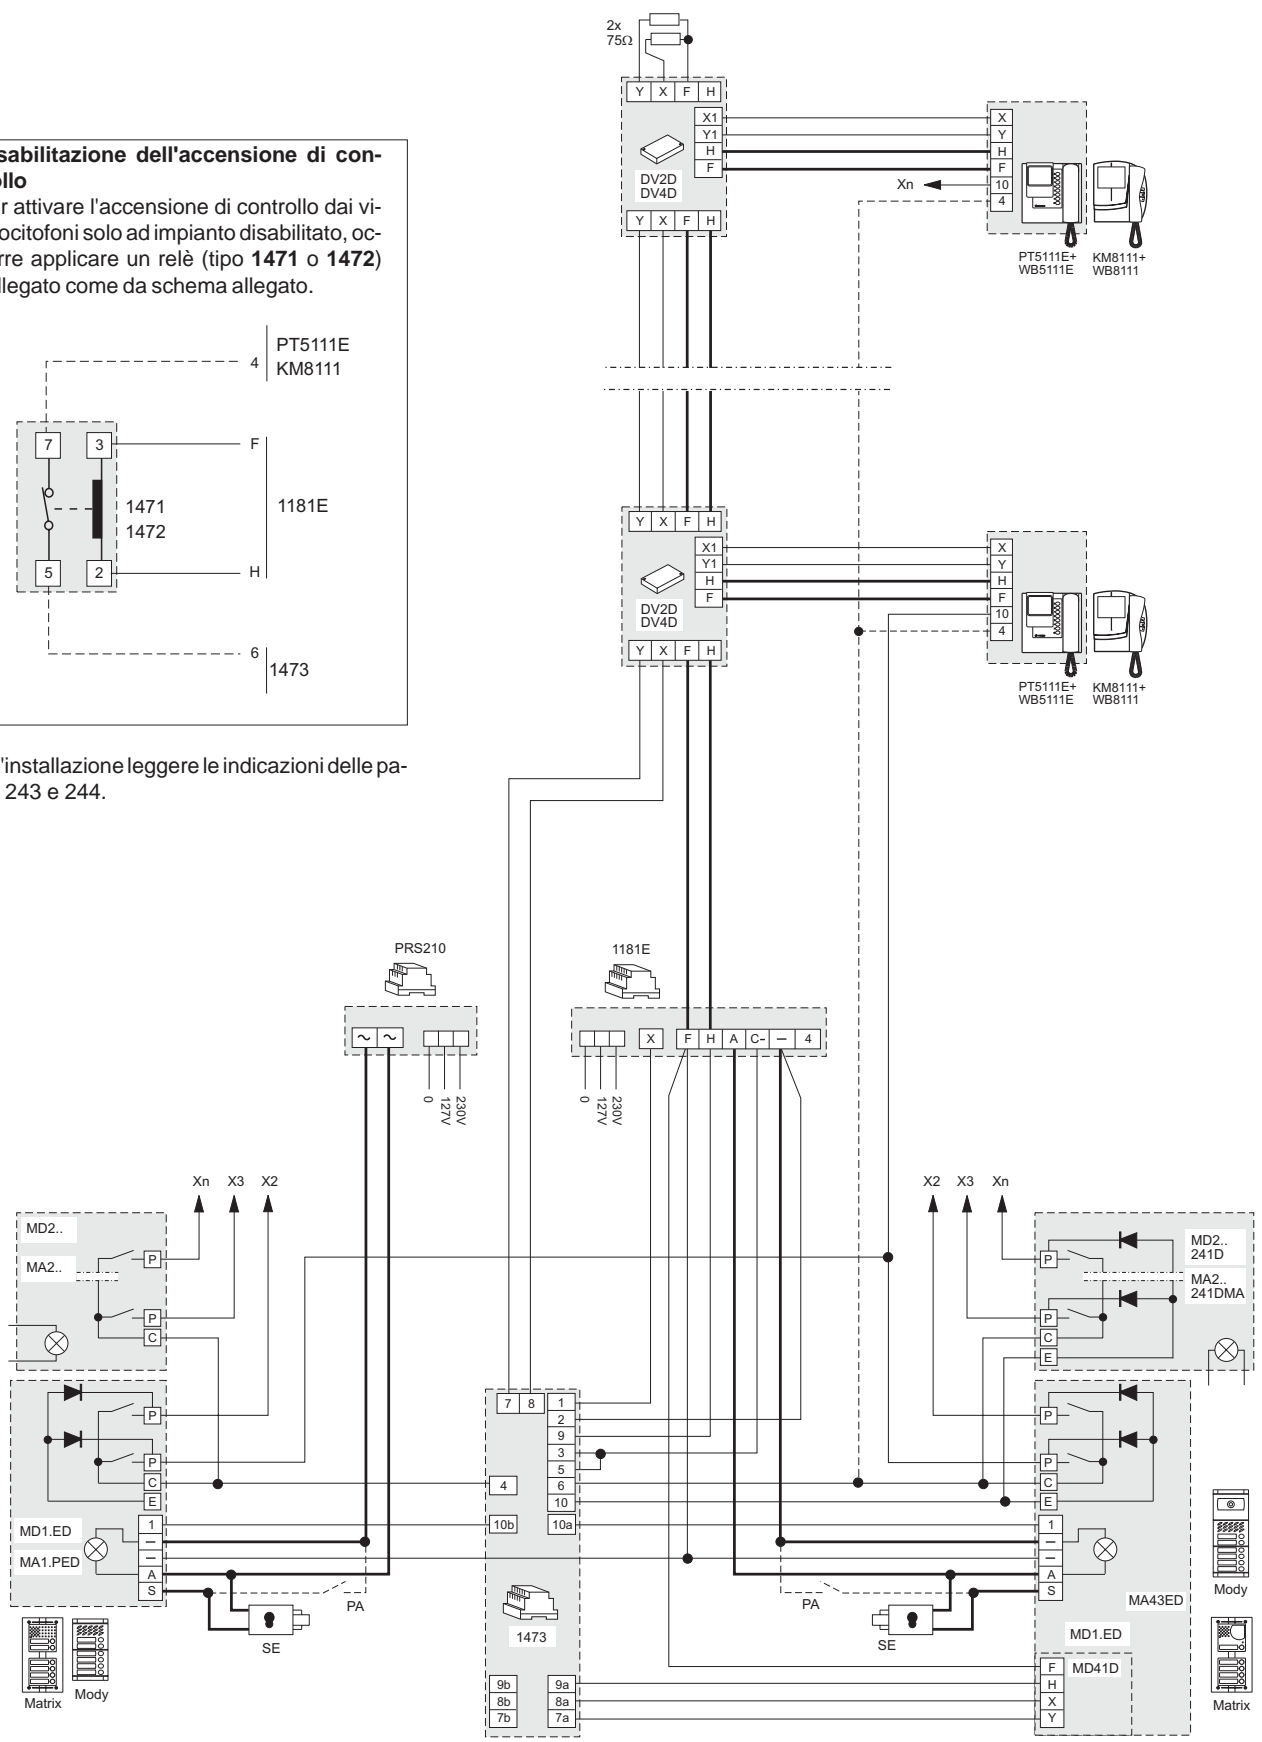 2x
75Ω
Y X F H
X1
Y1
H
F
DV2D
DV4D
Y X F H
X
Y
H
F
10
4
Xn
PT5111E+
WB5111E
KM8111+
WB8111
sabilitazione dell'accensione di con-
ollo
r attivare l'accensione di controllo dai vi-
ocitofoni solo ad impianto disabilitato, oc-
rre applicare un relè (tipo 1471 o 1472)
llegato come da schema allegato.
4
PT5111E
KM8111
7 3
F
1471
1472
1181E
5 2
H
6
1473
Y X F H
X1
Y1
H
F
DV2D
DV4D
Y X F H
X
Y
H
F
10
4
PT5111E+
WB5111E
KM8111+
WB8111
'installazione leggere le indicazioni delle pa-
243 e 244.
PRS210
1181E
~ ~
X F H A C- – 4
0 127V 230V
0 127V 230V
Xn X3 X2
X2 X3 Xn
MD2..
MA2..
P
P
C
MD2..
241D
MA2..
241DMA
P
P
C
E
P
P
C
E
MD1.ED
MA1.PED
1
–
–
A
S
7 8
1
2
9
3
5
6
10
4
10b 10a
1473
9b 9a
8b 8a
7b 7a
P
P
C
E
1
–
–
A
S
PA
SE
PA
SE
MA43ED
MD1.ED
MD41D
F
H
X
Y
Matrix
Mody
Mody
Matrix